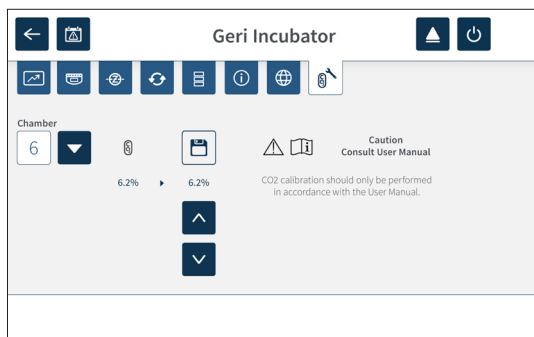 Geri Incubator
Chamber
6
6.2%
6.2%
Caution
Consult User Manual
CO2 calibration should only be performed
in accordance with the User Manual.